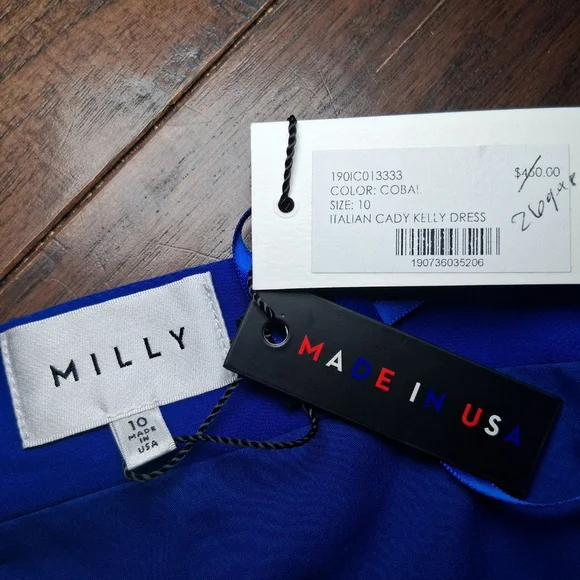 190IC013333
$450.00
COLOR: COBAL
SIZE: 10
ITALIAN CADY KELLY DRESS
190736035206
MILLY
10
MADE
IN
USA
MADE IN USA